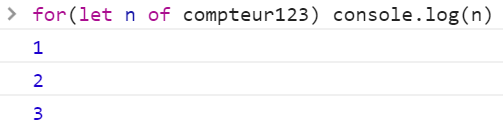 > for(let n of compteur123) console.log(n)
1
2
3